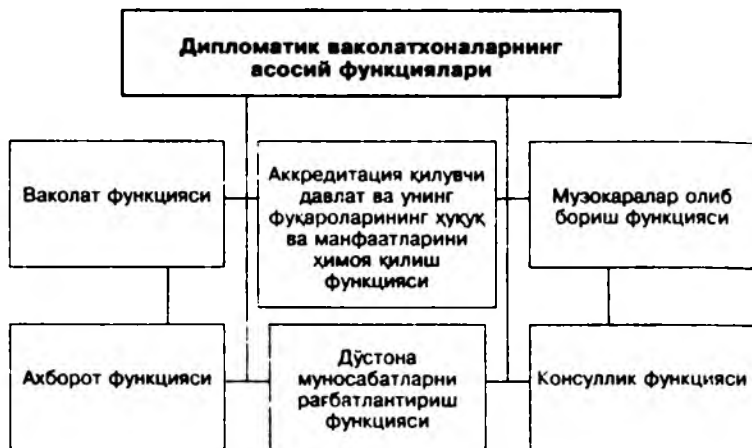 Дипломатик ваколатхоналарнинг
асосий функциялари
Ваколат функцияси
Аккредитация қилувчи
давлат ва унинг
фуқароларининг ҳуқуқ
ва манфаатларини
ҳимоя қилиш
функцияси
Музокаралар олиб
бориш функцияси
Ахборот функцияси
Дўстона
муносабатларни
рағбатлантириш
функцияси
Консуллик функцияси